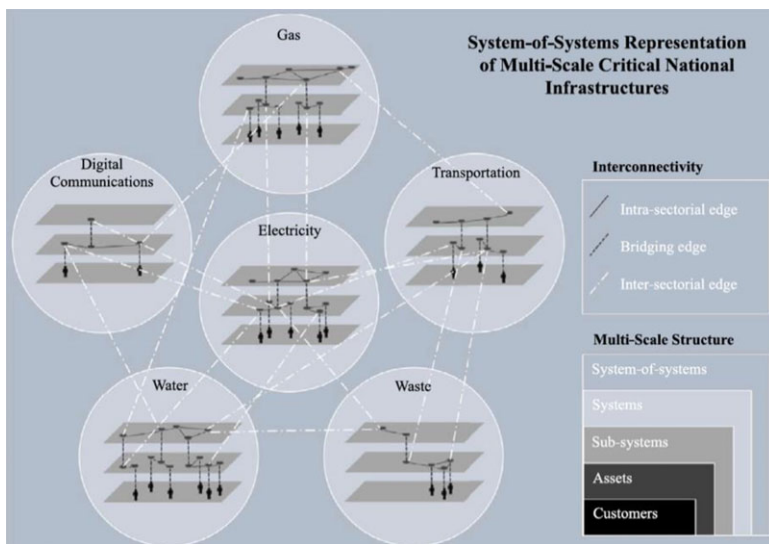 Gas
System-of-Systems Representation
of Multi-Scale Critical National
Infrastructures
Digital
Communications
Transportation
Interconnectivity
Intra-sectorial edge
Electricity
Bridging edge
Inter-sectorial edge
Multi-Scale Structure
Water
Waste
System-of-systems
Systems
Sub-systems
Assets
Customers